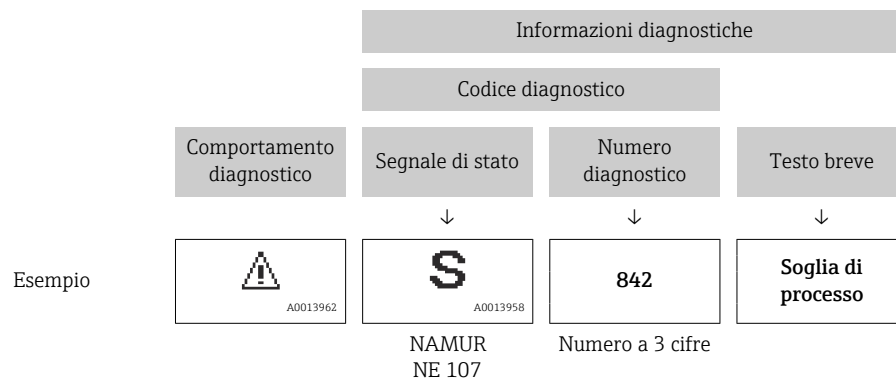 Informazioni diagnostiche
Codice diagnostico
Comportamento
diagnostico
Segnale di stato
Numero
diagnostico
Testo breve
↓ ↓ ↓
Esempio
A0013962
S
A0013958
842
Soglia di
processo
NAMUR
NE 107
Numero a 3 cifre